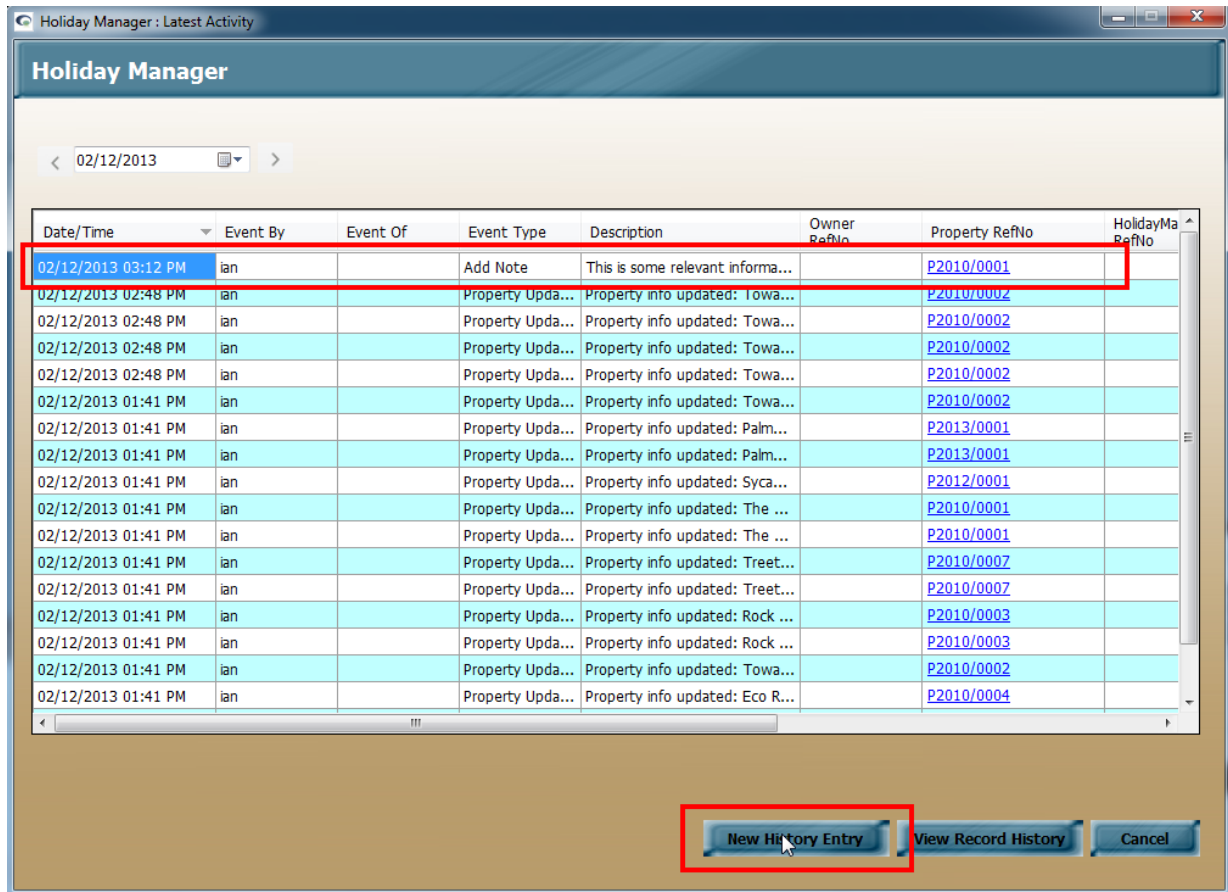 Holiday Manager : Latest Activity
Holiday Manager
02/12/2013
Date/Time Event By Event Of Event Type Description Owner RefNo Property RefNo HolidayMa RefNo
02/12/2013 03:12 PM ian Add Note This is some relevant informa... P2010/0001
02/12/2013 02:48 PM ian Property Upda... Property info updated: Towa... P2010/0002
02/12/2013 02:48 PM ian Property Upda... Property info updated: Towa... P2010/0002
02/12/2013 02:48 PM ian Property Upda... Property info updated: Towa... P2010/0002
02/12/2013 02:48 PM ian Property Upda... Property info updated: Towa... P2010/0002
02/12/2013 01:41 PM ian Property Upda... Property info updated: Towa... P2010/0002
02/12/2013 01:41 PM ian Property Upda... Property info updated: Palm... P2013/0001
02/12/2013 01:41 PM ian Property Upda... Property info updated: Palm... P2013/0001
02/12/2013 01:41 PM ian Property Upda... Property info updated: Syca... P2012/0001
02/12/2013 01:41 PM ian Property Upda... Property info updated: The ... P2010/0001
02/12/2013 01:41 PM ian Property Upda... Property info updated: The ... P2010/0001
02/12/2013 01:41 PM ian Property Upda... Property info updated: Treet... P2010/0007
02/12/2013 01:41 PM ian Property Upda... Property info updated: Treet... P2010/0007
02/12/2013 01:41 PM ian Property Upda... Property info updated: Rock ... P2010/0003
02/12/2013 01:41 PM ian Property Upda... Property info updated: Rock ... P2010/0003
02/12/2013 01:41 PM ian Property Upda... Property info updated: Towa... P2010/0002
02/12/2013 01:41 PM ian Property Upda... Property info updated: Eco R... P2010/0004
New History Entry View Record History Cancel